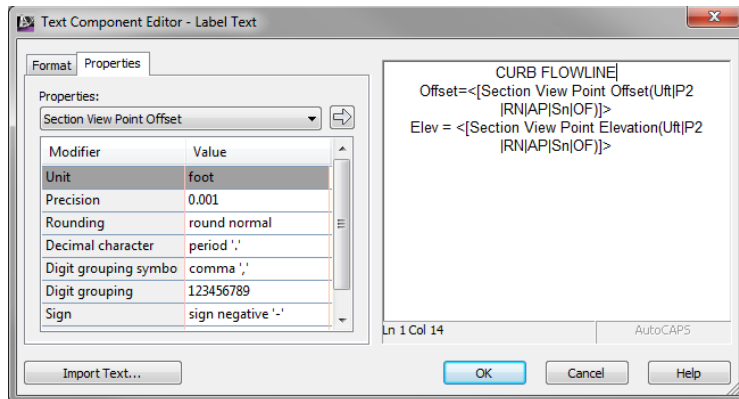 Text Component Editor - Label Text
Format
Properties
Properties:
Section View Point Offset
Modifier Value
Unit foot
Precision 0.001
Rounding round normal
Decimal character period '.'
Digit grouping symbo comma ','
Digit grouping 123456789
Sign sign negative '-'
CURB FLOWLINE
Offset=<[Section View Point Offset(Uft|P2
|RN|AP|Sn|OF)]>
Elev = <[Section View Point Elevation(Uft|P2
|RN|AP|Sn|OF)]>
Ln 1 Col 14
AutoCAPS
Import Text...
OK
Cancel
Help